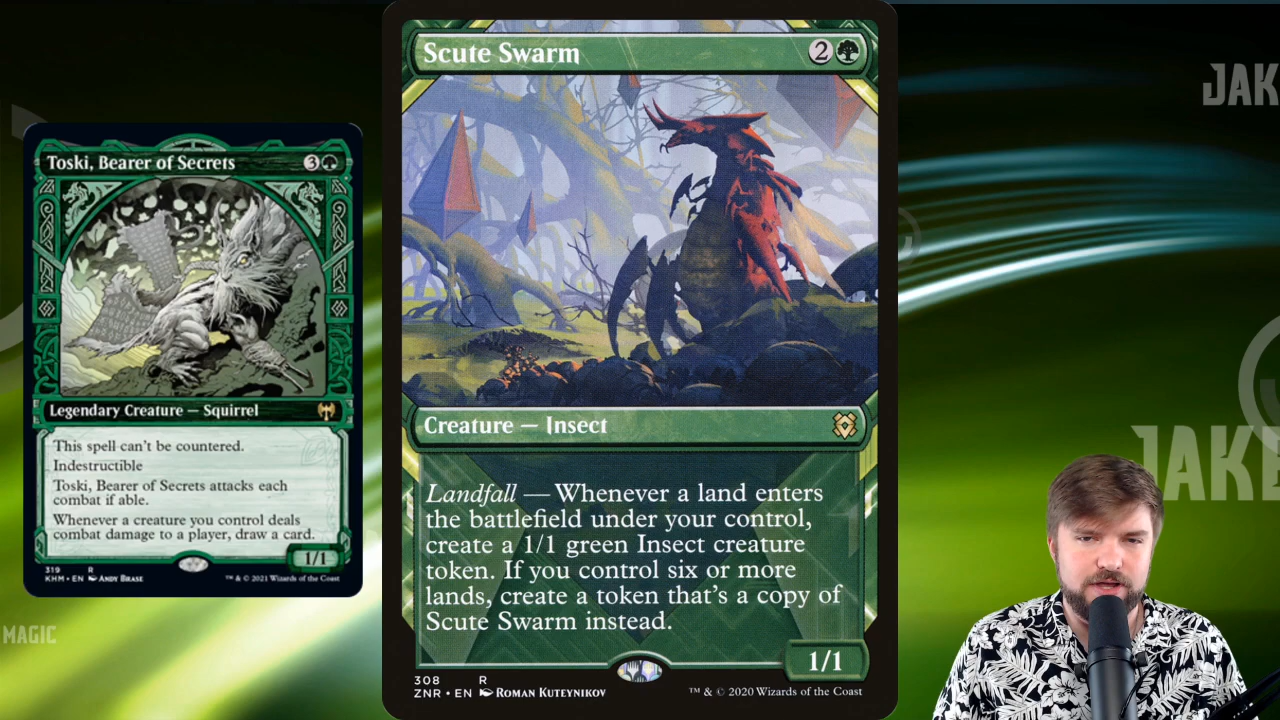 Toski, Bearer of Secrets 3
Legendary Creature — Squirrel
This spell can't be countered.
Indestructible
Toski, Bearer of Secrets attacks each
combat if able.
Whenever a creature you control deals
combat damage to a player, draw a card.
1/1
319 R
KHM • EN ANDY BRASE
™ & © 2021 Wizards of the Coast
Scute Swarm 2
Creature — Insect
Landfall — Whenever a land enters
the battlefield under your control,
create a 1/1 green Insect creature
token. If you control six or more
lands, create a token that's a copy of
Scute Swarm instead.
1/1
308 R
ZNR • EN ROMAN KUTEYNIKOV
™ & © 2020 Wizards of the Coast
JAK
JAKE
MAGIC